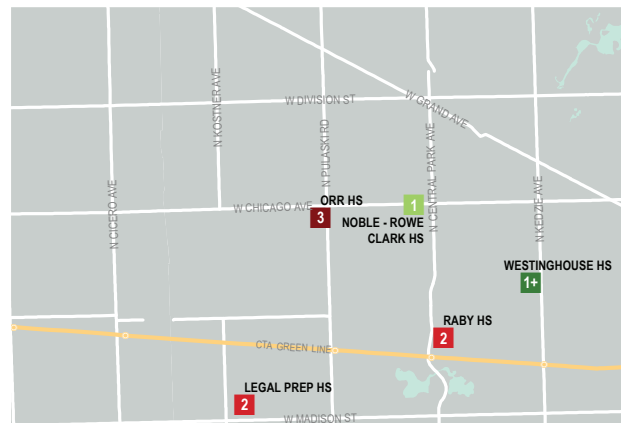 W DIVISION ST
W GRAND AVE
N KOSTNER AVE
N PULASKI RD
N CENTRAL PARK AVE
N CICERO AVE
N KEDZIE AVE
W CHICAGO AVE
ORR HS
3
1
NOBLE - ROWE
CLARK HS
WESTINGHOUSE HS
1+
RABY HS
2
CTA GREEN LINE
LEGAL PREP HS
2
W MADISON ST